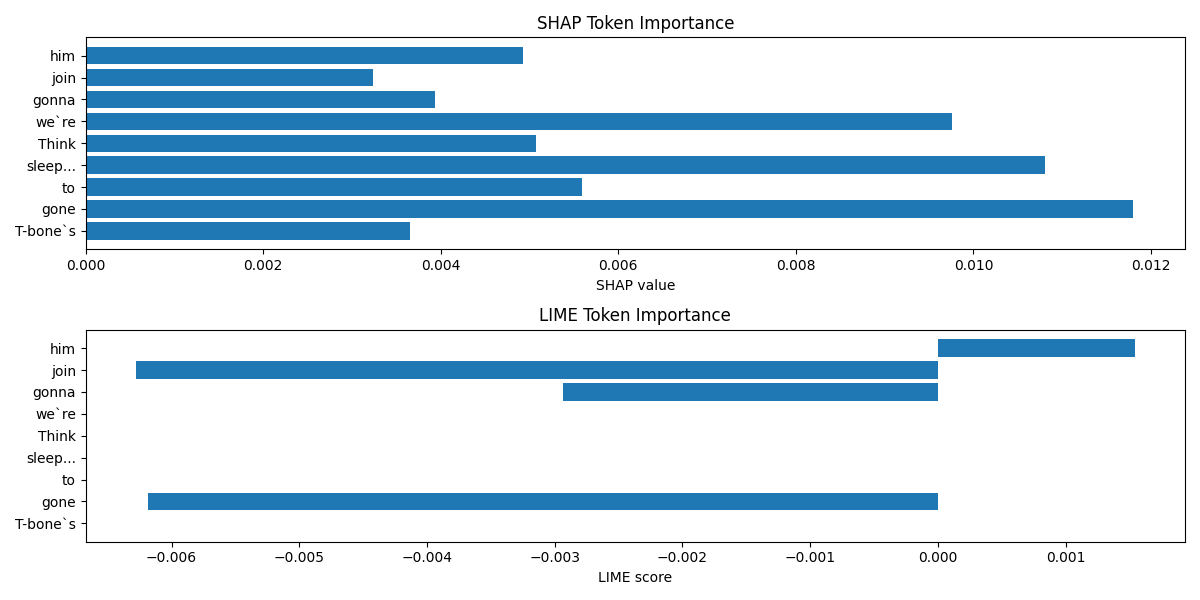 SHAP Token Importance
him
join
gonna
we`re
Think
sleep...
to
gone
T-bone`s
0.000 0.002 0.004 0.006 0.008 0.010 0.012
SHAP value
LIME Token Importance
him
join
gonna
we`re
Think
sleep...
to
gone
T-bone`s
−0.006 −0.005 −0.004 −0.003 −0.002 −0.001 0.000 0.001
LIME score